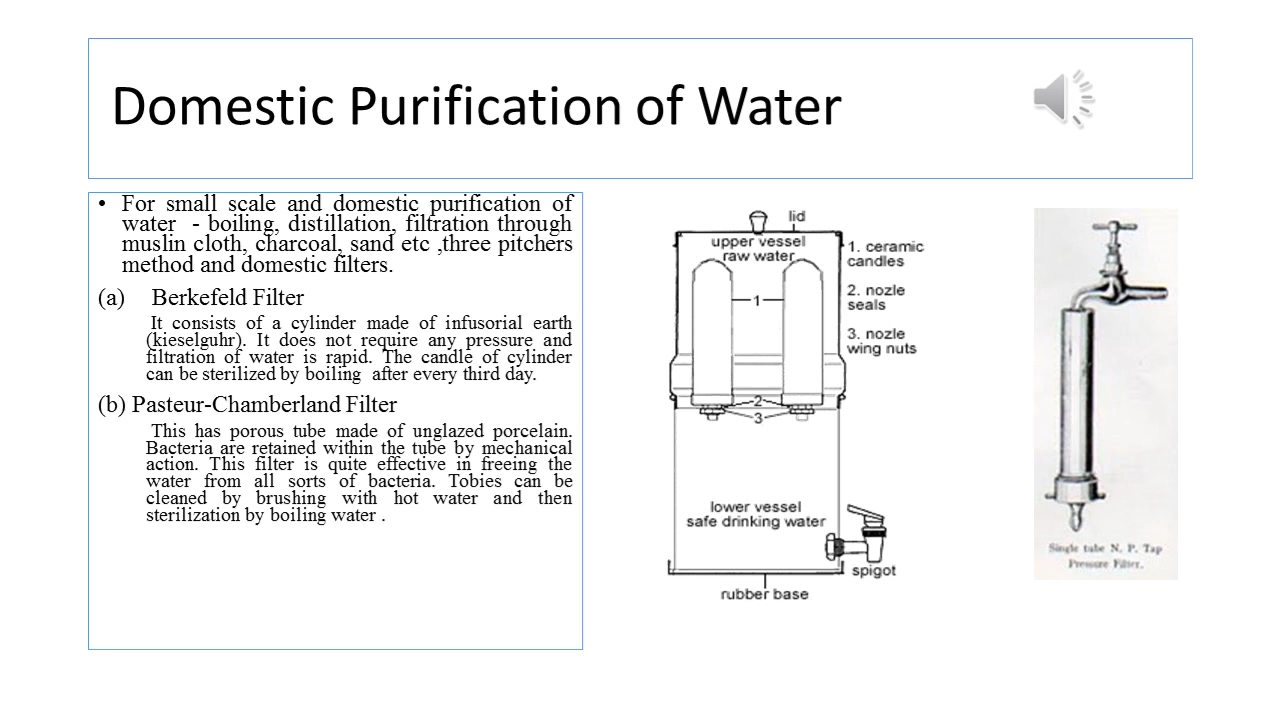 Domestic Purification of Water
• For small scale and domestic purification of
water - boiling, distillation, filtration through
muslin cloth, charcoal, sand etc ,three pitchers
method and domestic filters.
(a) Berkefeld Filter
It consists of a cylinder made of infusorial earth
(kieselguhr). It does not require any pressure and
filtration of water is rapid. The candle of cylinder
can be sterilized by boiling after every third day.
(b) Pasteur-Chamberland Filter
This has porous tube made of unglazed porcelain.
Bacteria are retained within the tube by mechanical
action. This filter is quite effective in freeing the
water from all sorts of bacteria. Tobies can be
cleaned by brushing with hot water and then
sterilization by boiling water .
lid
upper vessel
raw water
1. ceramic
candles
2. nozle
seals
3. nozle
wing nuts
1
2
3
lower vessel
safe drinking water
spigot
rubber base
Single tube N. P. Tap
Pressure Filter.